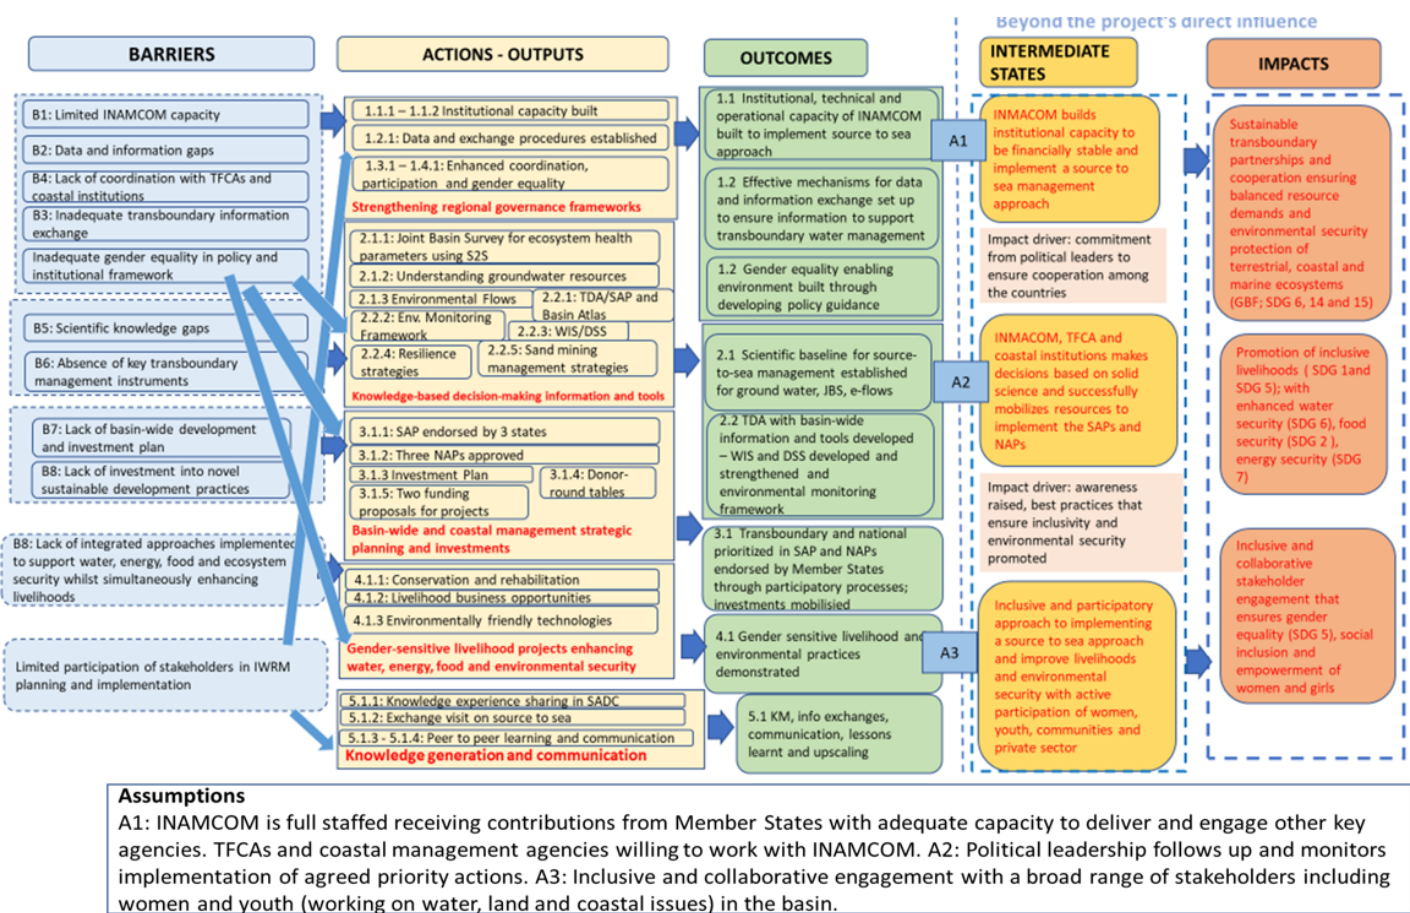 Beyond the project's direct influence
BARRIERS
B1: Limited INAMCOM capacity
B2: Data and information gaps
B4: Lack of coordination with TFCAs and
coastal institutions
B3: Inadequate transboundary information
exchange
Inadequate gender equality in policy and
institutional framework
B5: Scientific knowledge gaps
B6: Absence of key transboundary
management instruments
B7: Lack of basin-wide development
and investment plan
B8: Lack of investment into novel
sustainable development practices
B8: Lack of integrated approaches implemented
to support water, energy, food and ecosystem
security whilst simultaneously enhancing
livelihoods
Limited participation of stakeholders in IWRM
planning and implementation
ACTIONS - OUTPUTS
1.1.1 – 1.1.2 Institutional capacity built
1.2.1: Data and exchange procedures established
1.3.1 – 1.4.1: Enhanced coordination,
participation and gender equality
Strengthening regional governance frameworks
2.1.1: Joint Basin Survey for ecosystem health
parameters using S2S
2.1.2: Understanding groundwater resources
2.1.3 Environmental Flows
2.2.1: TDA/SAP and
Basin Atlas
2.2.2: Env. Monitoring
Framework
2.2.3: WIS/DSS
2.2.4: Resilience
strategies
2.2.5: Sand mining
management strategies
Knowledge-based decision-making information and tools
3.1.1: SAP endorsed by 3 states
3.1.2: Three NAPs approved
3.1.3 Investment Plan
3.1.4: Donor-
round tables
3.1.5: Two funding
proposals for projects
Basin-wide and coastal management strategic
planning and investments
4.1.1: Conservation and rehabilitation
4.1.2: Livelihood business opportunities
4.1.3 Environmentally friendly technologies
Gender-sensitive livelihood projects enhancing
water, energy, food and environmental security
5.1.1: Knowledge experience sharing in SADC
5.1.2: Exchange visit on source to sea
5.1.3 - 5.1.4: Peer to peer learning and communication
Knowledge generation and communication
OUTCOMES
1.1 Institutional, technical and
operational capacity of INAMCOM
built to implement source to sea
approach
1.2 Effective mechanisms for data
and information exchange set up
to ensure information to support
transboundary water management
1.2 Gender equality enabling
environment built through
developing policy guidance
2.1 Scientific baseline for source-
to-sea management established
for ground water, JBS, e-flows
2.2 TDA with basin-wide
information and tools developed
– WIS and DSS developed and
strengthened and
environmental monitoring
framework
3.1 Transboundary and national
prioritized in SAP and NAPs
endorsed by Member States
through participatory processes;
investments mobilisied
4.1 Gender sensitive livelihood and
environmental practices
demonstrated
5.1 KM, info exchanges,
communication, lessons
learnt and upscaling
A1
A2
A3
INTERMEDIATE
STATES
INMACOM builds
institutional capacity to
be financially stable and
implement a source to
sea management
approach
Impact driver: commitment
from political leaders to
ensure cooperation among
the countries
INMACOM, TFCA and
coastal institutions makes
decisions based on solid
science and successfully
mobilizes resources to
implement the SAPs and
NAPs
Impact driver: awareness
raised, best practices that
ensure inclusivity and
environmental security
promoted
Inclusive and participatory
approach to implementing
a source to sea approach
and improve livelihoods
and environmental
security with active
participation of women,
youth, communities and
private sector
IMPACTS
Sustainable
transboundary
partnerships and
cooperation ensuring
balanced resource
demands and
environmental security
protection of
terrestrial, coastal and
marine ecosystems
(GBF; SDG 6, 14 and 15)
Promotion of inclusive
livelihoods ( SDG 1and
SDG 5); with
enhanced water
security (SDG 6), food
security (SDG 2 ),
energy security (SDG
7)
Inclusive and
collaborative
stakeholder
engagement that
ensures gender
equality (SDG 5), social
inclusion and
empowerment of
women and girls
Assumptions
A1: INAMCOM is full staffed receiving contributions from Member States with adequate capacity to deliver and engage other key
agencies. TFCAs and coastal management agencies willing to work with INAMCOM. A2: Political leadership follows up and monitors
implementation of agreed priority actions. A3: Inclusive and collaborative engagement with a broad range of stakeholders including
women and youth (working on water, land and coastal issues) in the basin.